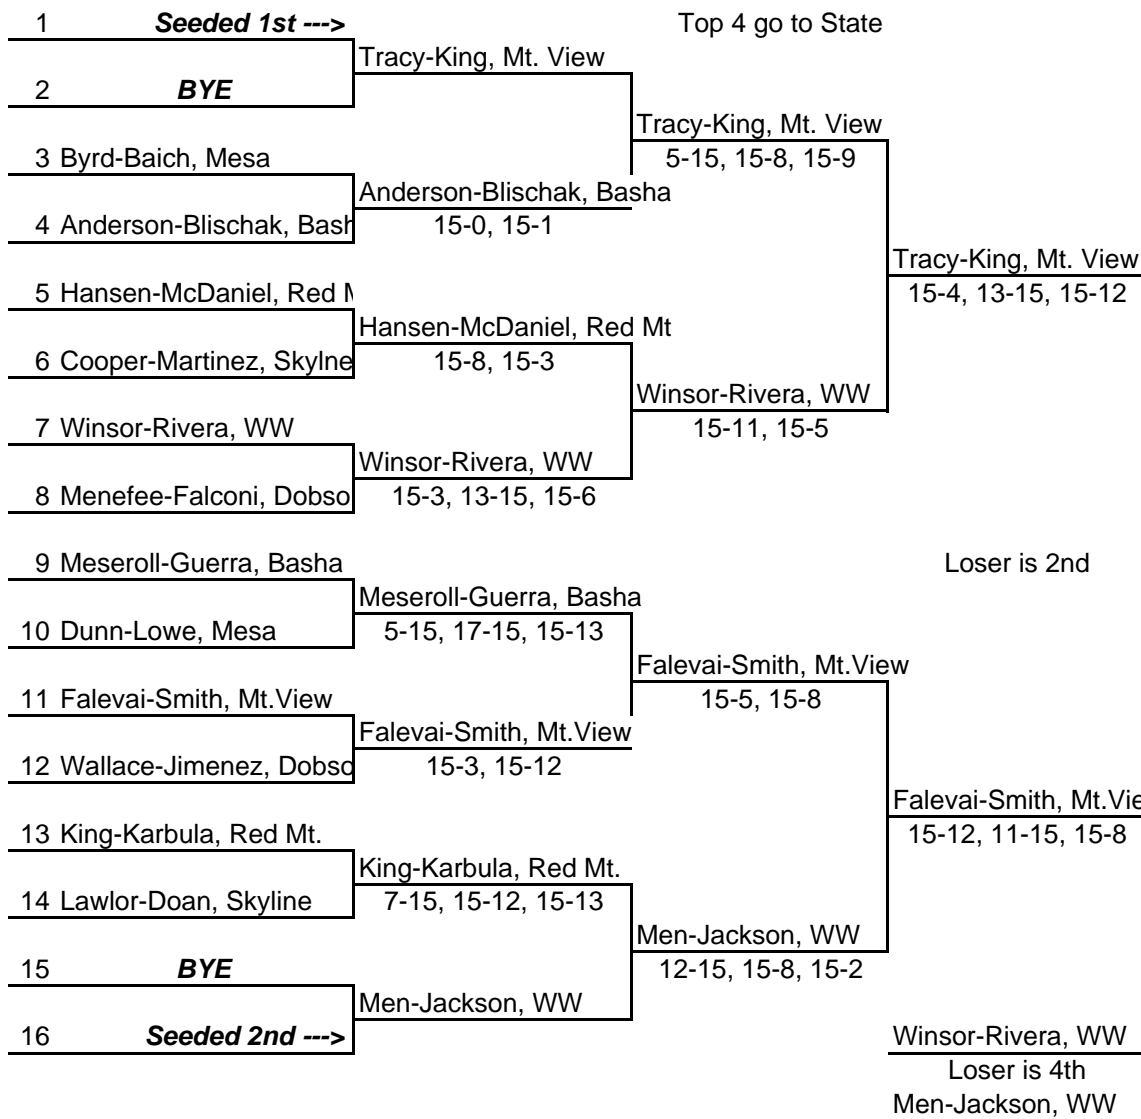 1 Seeded 1st --->
Top 4 go to State
Tracy-King, Mt. View
2 BYE
Tracy-King, Mt. View
3 Byrd-Baich, Mesa
5-15, 15-8, 15-9
Anderson-Blischak, Basha
4 Anderson-Blischak, Bash
15-0, 15-1
Tracy-King, Mt. View
5 Hansen-McDaniel, Red M
15-4, 13-15, 15-12
Hansen-McDaniel, Red Mt
6 Cooper-Martinez, Skylne
15-8, 15-3
Winsor-Rivera, WW
7 Winsor-Rivera, WW
15-11, 15-5
Winsor-Rivera, WW
8 Menefee-Falconi, Dobso
15-3, 13-15, 15-6
9 Meseroll-Guerra, Basha
Loser is 2nd
Meseroll-Guerra, Basha
10 Dunn-Lowe, Mesa
5-15, 17-15, 15-13
Falevai-Smith, Mt.View
11 Falevai-Smith, Mt.View
15-5, 15-8
Falevai-Smith, Mt.View
12 Wallace-Jimenez, Dobso
15-3, 15-12
Falevai-Smith, Mt.Vie
13 King-Karbula, Red Mt.
15-12, 11-15, 15-8
King-Karbula, Red Mt.
14 Lawlor-Doan, Skyline
7-15, 15-12, 15-13
Men-Jackson, WW
15 BYE
12-15, 15-8, 15-2
Men-Jackson, WW
16 Seeded 2nd --->
Winsor-Rivera, WW
Loser is 4th
Men-Jackson, WW